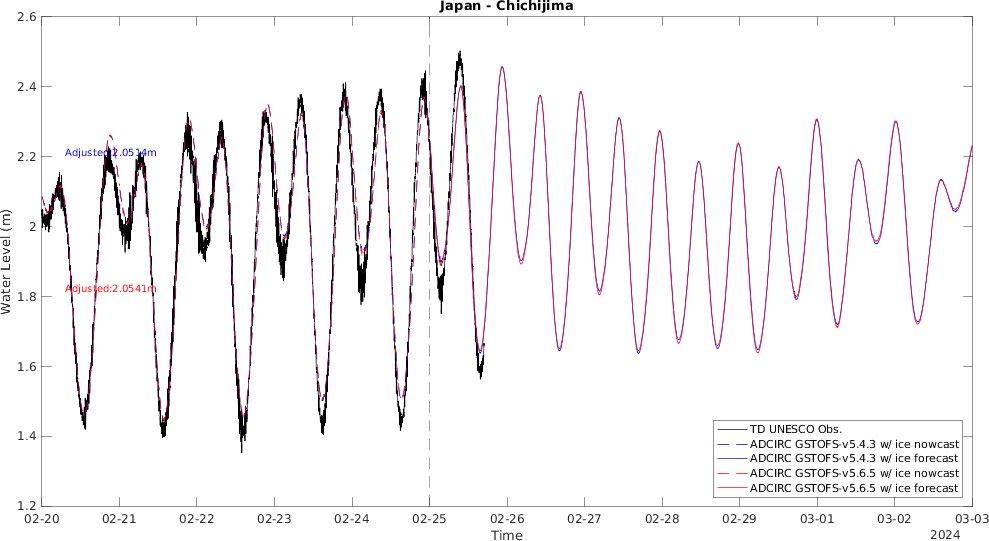 Japan - Chichijima
2.6
2.4
2.2
2
1.8
1.6
1.4
1.2
Water Level (m)
Adjusted:2.0514m
Adjusted:2.0541m
TD UNESCO Obs.
ADCIRC GSTOFS-v5.4.3 w/ ice nowcast
ADCIRC GSTOFS-v5.4.3 w/ ice forecast
ADCIRC GSTOFS-v5.6.5 w/ ice nowcast
ADCIRC GSTOFS-v5.6.5 w/ ice forecast
02-20 02-21 02-22 02-23 02-24 02-25 02-26 02-27 02-28 02-29 03-01 03-02 03-03
Time
2024